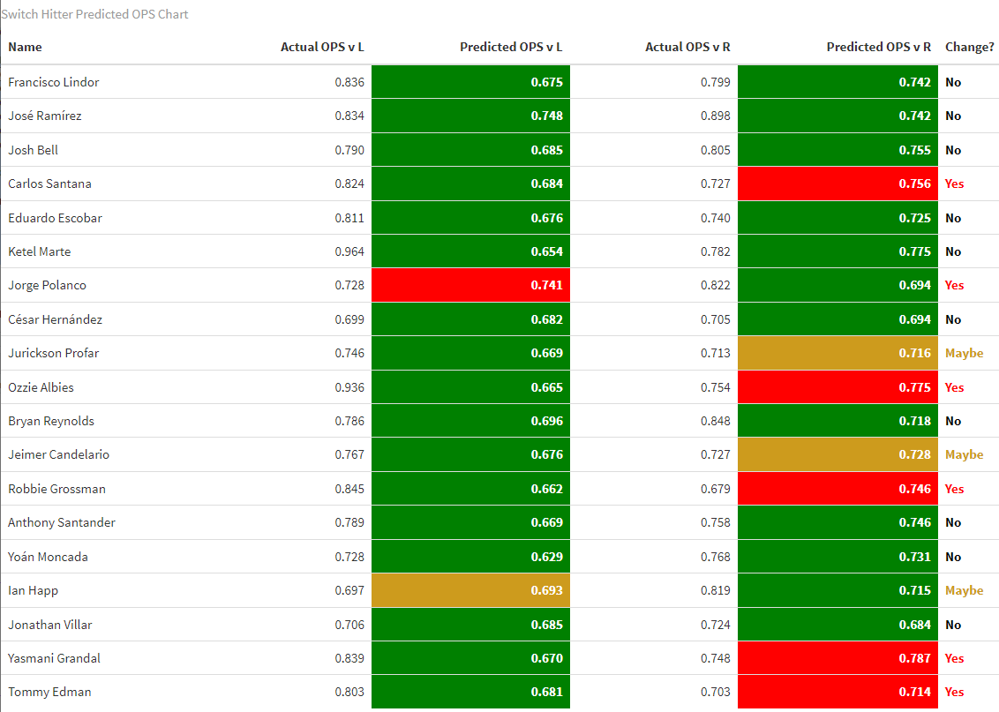 Switch Hitter Predicted OPS Chart
Name Actual OPS v L Predicted OPS v L Actual OPS v R Predicted OPS v R Change?
Francisco Lindor 0.836 0.675 0.799 0.742 No
José Ramírez 0.834 0.748 0.898 0.742 No
Josh Bell 0.790 0.685 0.805 0.755 No
Carlos Santana 0.824 0.684 0.727 0.756 Yes
Eduardo Escobar 0.811 0.676 0.740 0.725 No
Ketel Marte 0.964 0.654 0.782 0.775 No
Jorge Polanco 0.728 0.741 0.822 0.694 Yes
César Hernández 0.699 0.682 0.705 0.694 No
Jurickson Profar 0.746 0.669 0.713 0.716 Maybe
Ozzie Albies 0.936 0.665 0.754 0.775 Yes
Bryan Reynolds 0.786 0.696 0.848 0.718 No
Jeimer Candelario 0.767 0.676 0.727 0.728 Maybe
Robbie Grossman 0.845 0.662 0.679 0.746 Yes
Anthony Santander 0.789 0.669 0.758 0.746 No
Yoán Moncada 0.728 0.629 0.768 0.731 No
Ian Happ 0.697 0.693 0.819 0.715 Maybe
Jonathan Villar 0.706 0.685 0.724 0.684 No
Yasmani Grandal 0.839 0.670 0.748 0.787 Yes
Tommy Edman 0.803 0.681 0.703 0.714 Yes